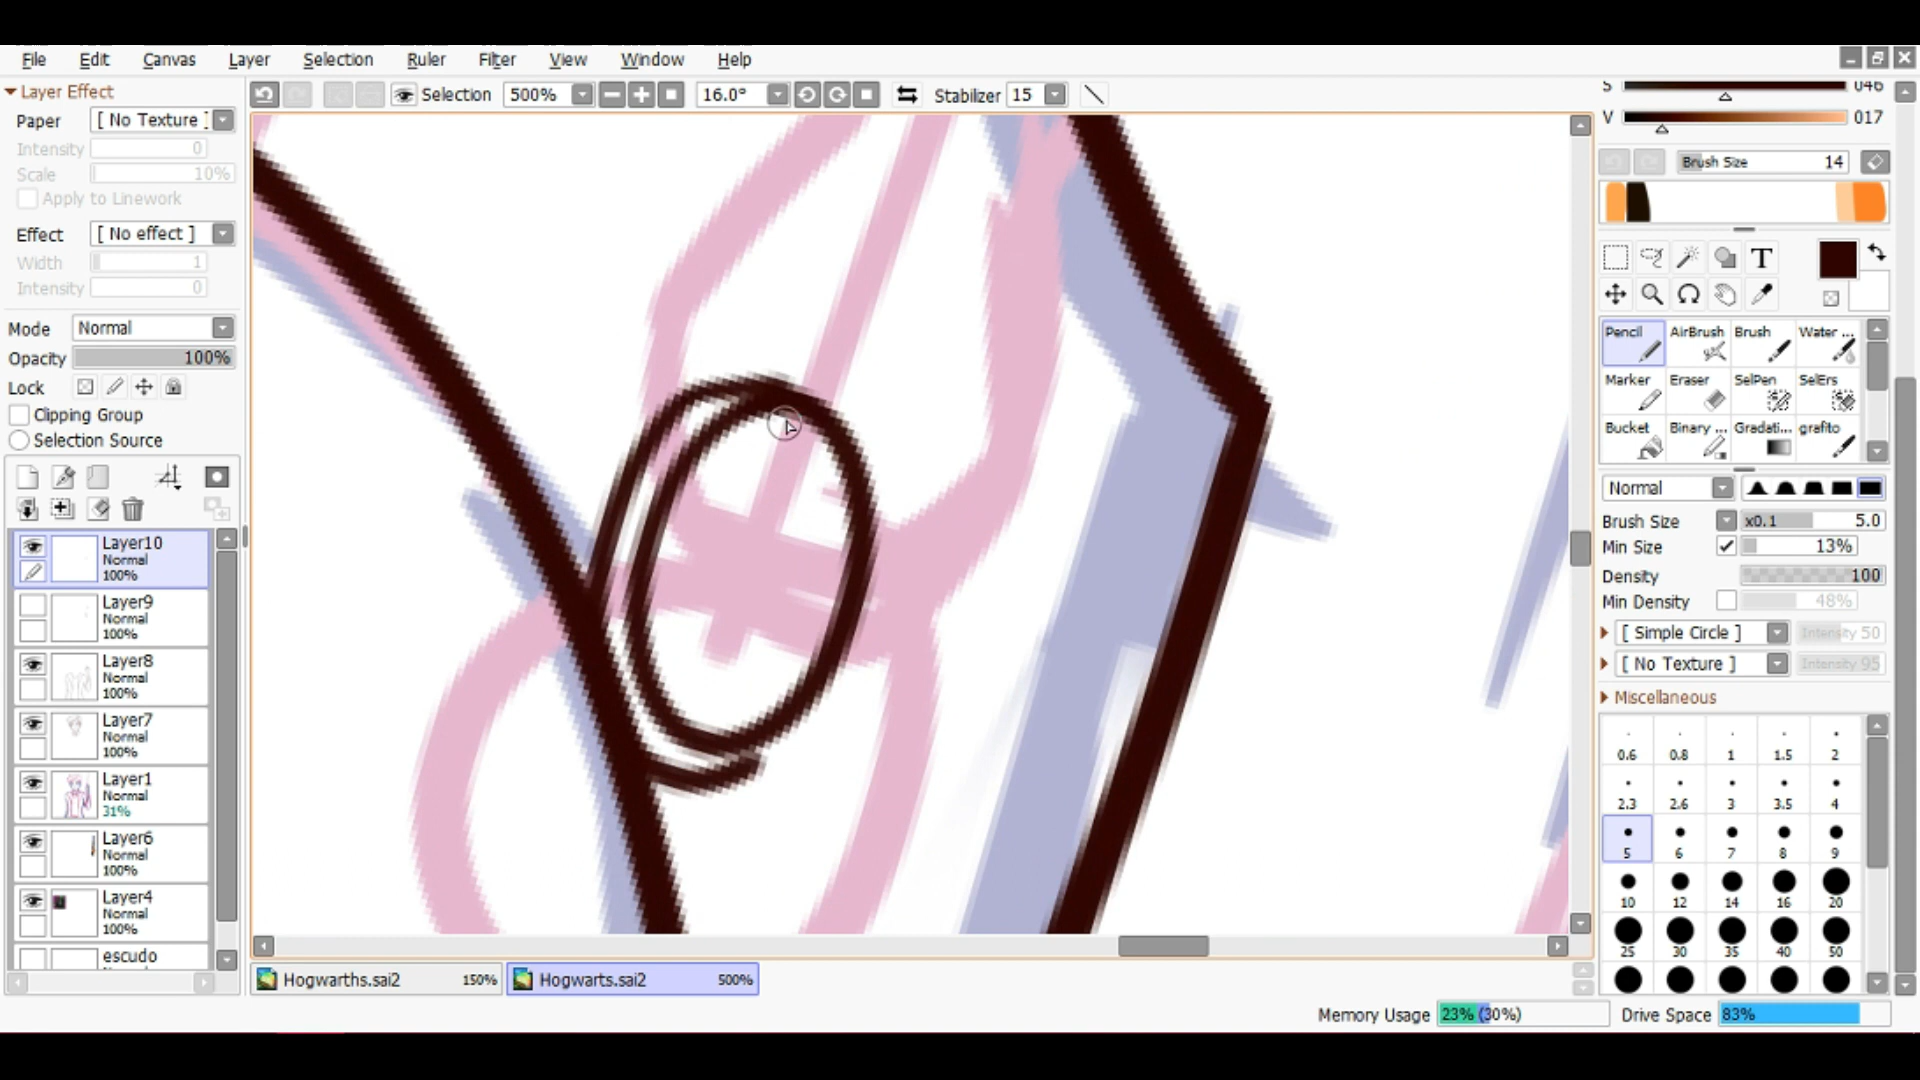 File Edit Canvas Layer Selection Ruler Filter View Window Help
Layer Effect
Paper [ No Texture ]
Intensity 0
Scale 10%
Apply to Linework
Effect [ No effect ]
Width 1
Intensity 0
Mode Normal
Opacity 100%
Lock
Clipping Group
Selection Source
Layer10
Normal
100%
Layer9
Normal
100%
Layer8
Normal
100%
Layer7
Normal
100%
Layer1
Normal
31%
Layer6
Normal
100%
Layer4
Normal
100%
escudo
Selection 500% 16.0° Stabilizer 15
Hogwarths.sai2 150% Hogwarts.sai2 500%
S 046
V 017
Brush Size 14
T
Pencil AirBrush Brush Water ...
Marker Eraser SelPen SelErs
Bucket Binary ... Gradati... grafito
Normal
Brush Size x0.1 5.0
Min Size 13%
Density 100
Min Density 48%
[ Simple Circle ] Intensity 50
[ No Texture ] Intensity 95
Miscellaneous
0.6 0.8 1 1.5 2
2.3 2.6 3 3.5 4
5 6 7 8 9
10 12 14 16 20
25 30 35 40 50
Memory Usage 23% (30%) Drive Space 83%